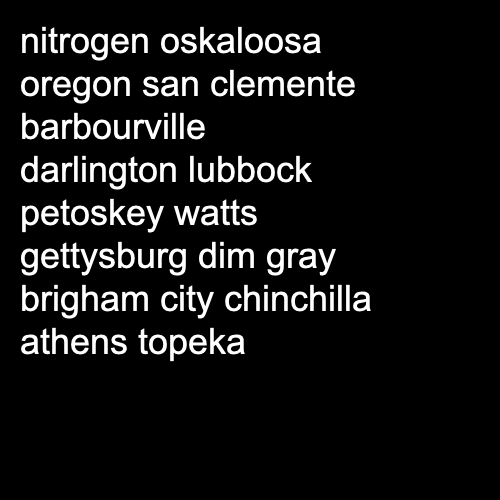 nitrogen oskaloosa
oregon san clemente
barbourville
darlington lubbock
petoskey watts
gettysburg dim gray
brigham city chinchilla
athens topeka